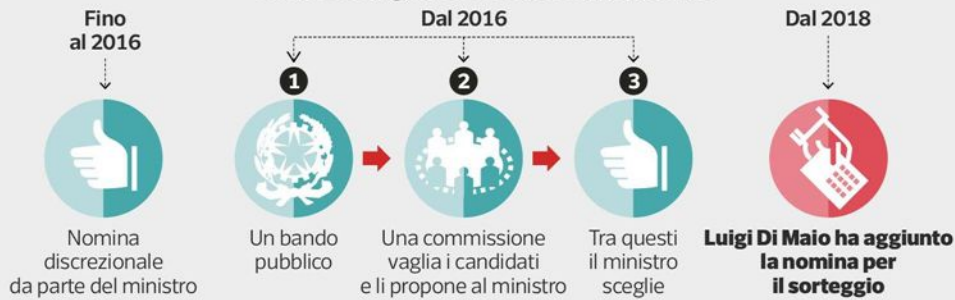 Fino
al 2016
Dal 2016
Dal 2018
1
2
3
Nomina
discrezionale
da parte del ministro
Un bando
pubblico
Una commissione
vaglia i candidati
e li propone al ministro
Tra questi
il ministro
sceglie
Luigi Di Maio ha aggiunto
la nomina per
il sorteggio